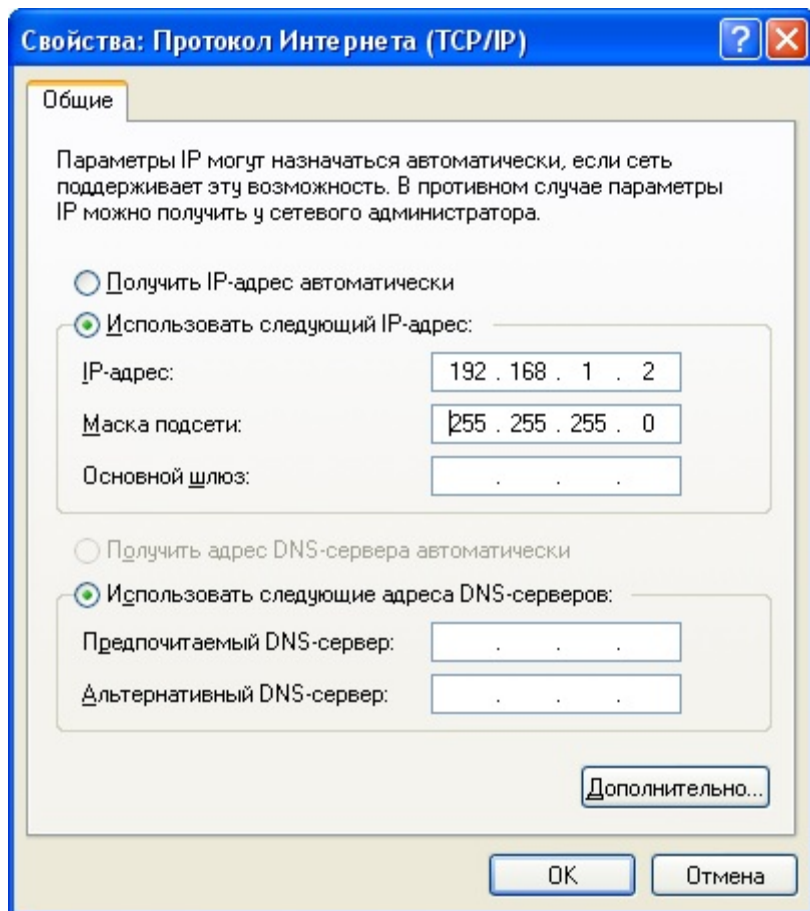 Свойства: Протокол Интернета (TCP/IP)
Общие
Параметры IP могут назначаться автоматически, если сеть
поддерживает эту возможность. В противном случае параметры
IP можно получить у сетевого администратора.
Получить IP-адрес автоматически
Использовать следующий IP-адрес:
IP-адрес: 192 . 168 . 1 . 2
Маска подсети: 255 . 255 . 255 . 0
Основной шлюз: . . .
Получить адрес DNS-сервера автоматически
Использовать следующие адреса DNS-серверов:
Предпочитаемый DNS-сервер: . . .
Альтернативный DNS-сервер: . . .
Дополнительно...
OK Отмена